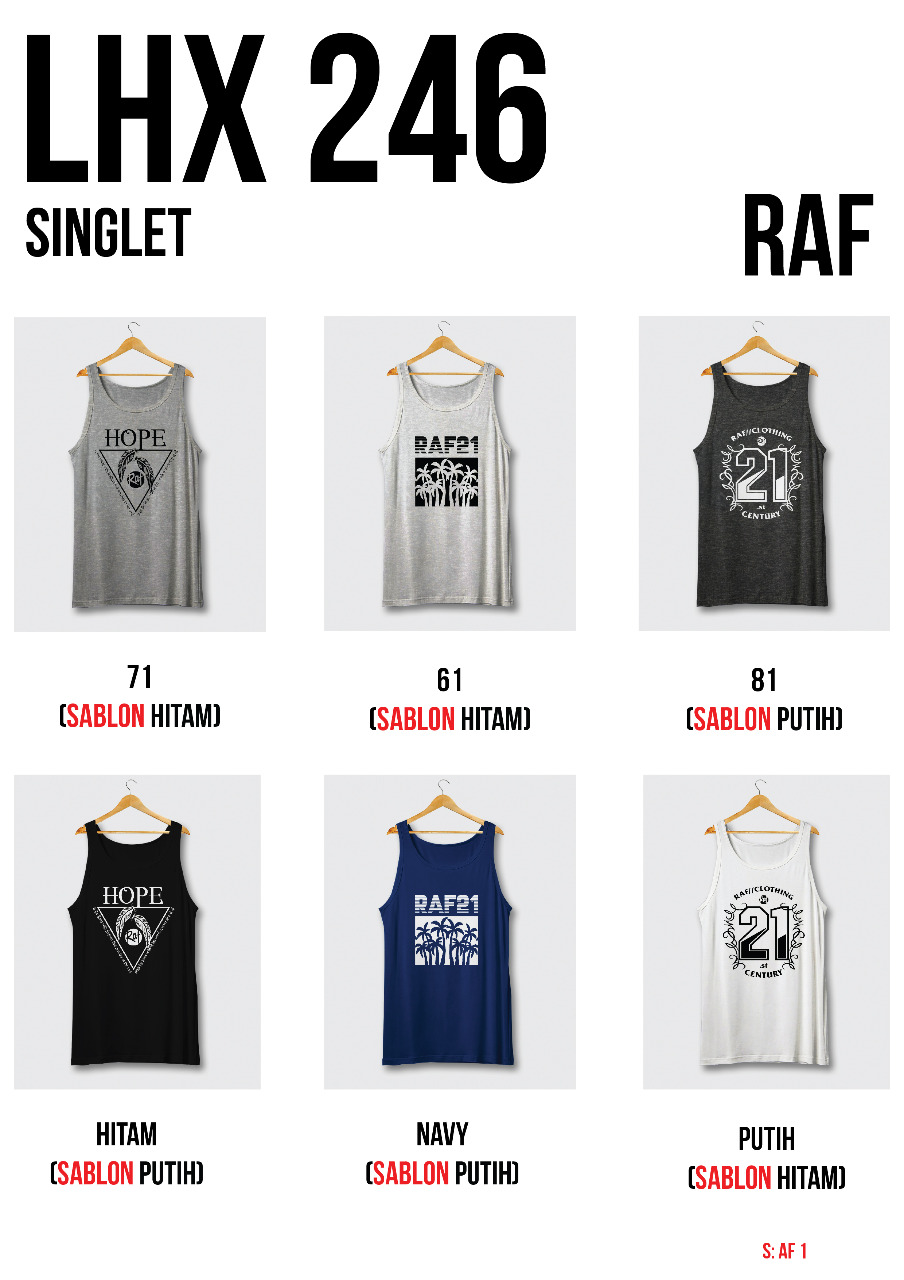 LHX 246
SINGLET
RAF
HOPE
Raf
RAF21
RAF//CLOTHING
21
.st
CENTURY
71
(SABLON HITAM)
61
(SABLON HITAM)
81
(SABLON PUTIH)
HOPE
Raf
RAF21
RAF//CLOTHING
21
.st
CENTURY
HITAM
(SABLON PUTIH)
NAVY
(SABLON PUTIH)
PUTIH
(SABLON HITAM)
S: AF 1